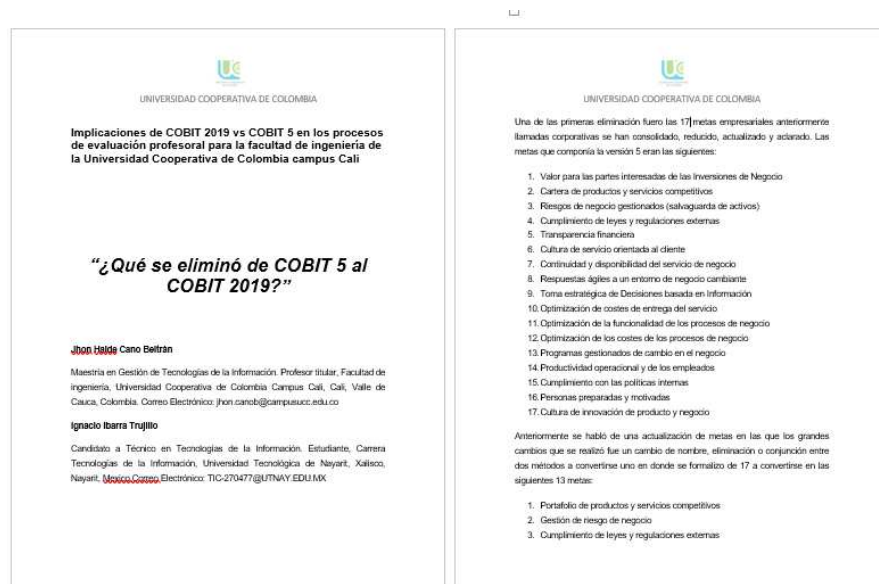 UNIVERSIDAD COOPERATIVA DE COLOMBIA
Implicaciones de COBIT 2019 vs COBIT 5 en los procesos
de evaluación profesoral para la facultad de ingeniería de
la Universidad Cooperativa de Colombia campus Cali
“¿Qué se eliminó de COBIT 5 al
COBIT 2019?”
Jhon Haida Cano Beltrán
Maestría en Gestión de Tecnologías de la Información. Profesor titular, Facultad de
ingeniería, Universidad Cooperativa de Colombia Campus Cali, Cali, Valle de
Cauca, Colombia. Correo Electrónico: jhon.canob@campusucc.edu.co
Ignacio Ibarra Trujillo
Candidato a Técnico en Tecnologías de la Información. Estudiante, Carrera
Tecnologías de la Información, Universidad Tecnológica de Nayarit, Xalisco,
Nayarit, Mexico.Correo Electrónico: TIC-270477@UTNAY.EDU.MX
UNIVERSIDAD COOPERATIVA DE COLOMBIA
Una de las primeras eliminación fuero las 17 metas empresariales anteriormente
llamadas corporativas se han consolidado, reducido, actualizado y aclarado. Las
metas que componía la versión 5 eran las siguientes:
1. Valor para las partes interesadas de las Inversiones de Negocio
2. Cartera de productos y servicios competitivos
3. Riesgos de negocio gestionados (salvaguarda de activos)
4. Cumplimiento de leyes y regulaciones externas
5. Transparencia financiera
6. Cultura de servicio orientada al cliente
7. Continuidad y disponibilidad del servicio de negocio
8. Respuestas ágiles a un entorno de negocio cambiante
9. Toma estratégica de Decisiones basada en Información
10. Optimización de costes de entrega del servicio
11. Optimización de la funcionalidad de los procesos de negocio
12. Optimización de los costes de los procesos de negocio
13. Programas gestionados de cambio en el negocio
14. Productividad operacional y de los empleados
15. Cumplimiento con las políticas internas
16. Personas preparadas y motivadas
17. Cultura de innovación de producto y negocio
Anteriormente se habló de una actualización de metas en las que los grandes
cambios que se realizó fue un cambio de nombre, eliminación o conjunción entre
dos métodos a convertirse uno en donde se formalizo de 17 a convertirse en las
siguientes 13 metas:
1. Portafolio de productos y servicios competitivos
2. Gestión de riesgo de negocio
3. Cumplimiento de leyes y regulaciones externas